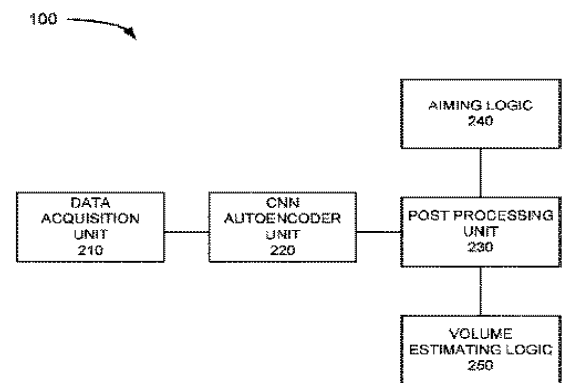 100
AIMING LOGIC
240
DATA
ACQUISITION
UNIT
210
CNN
AUTOENCODER
UNIT
220
POST PROCESSING
UNIT
230
VOLUME
ESTIMATING LOGIC
250